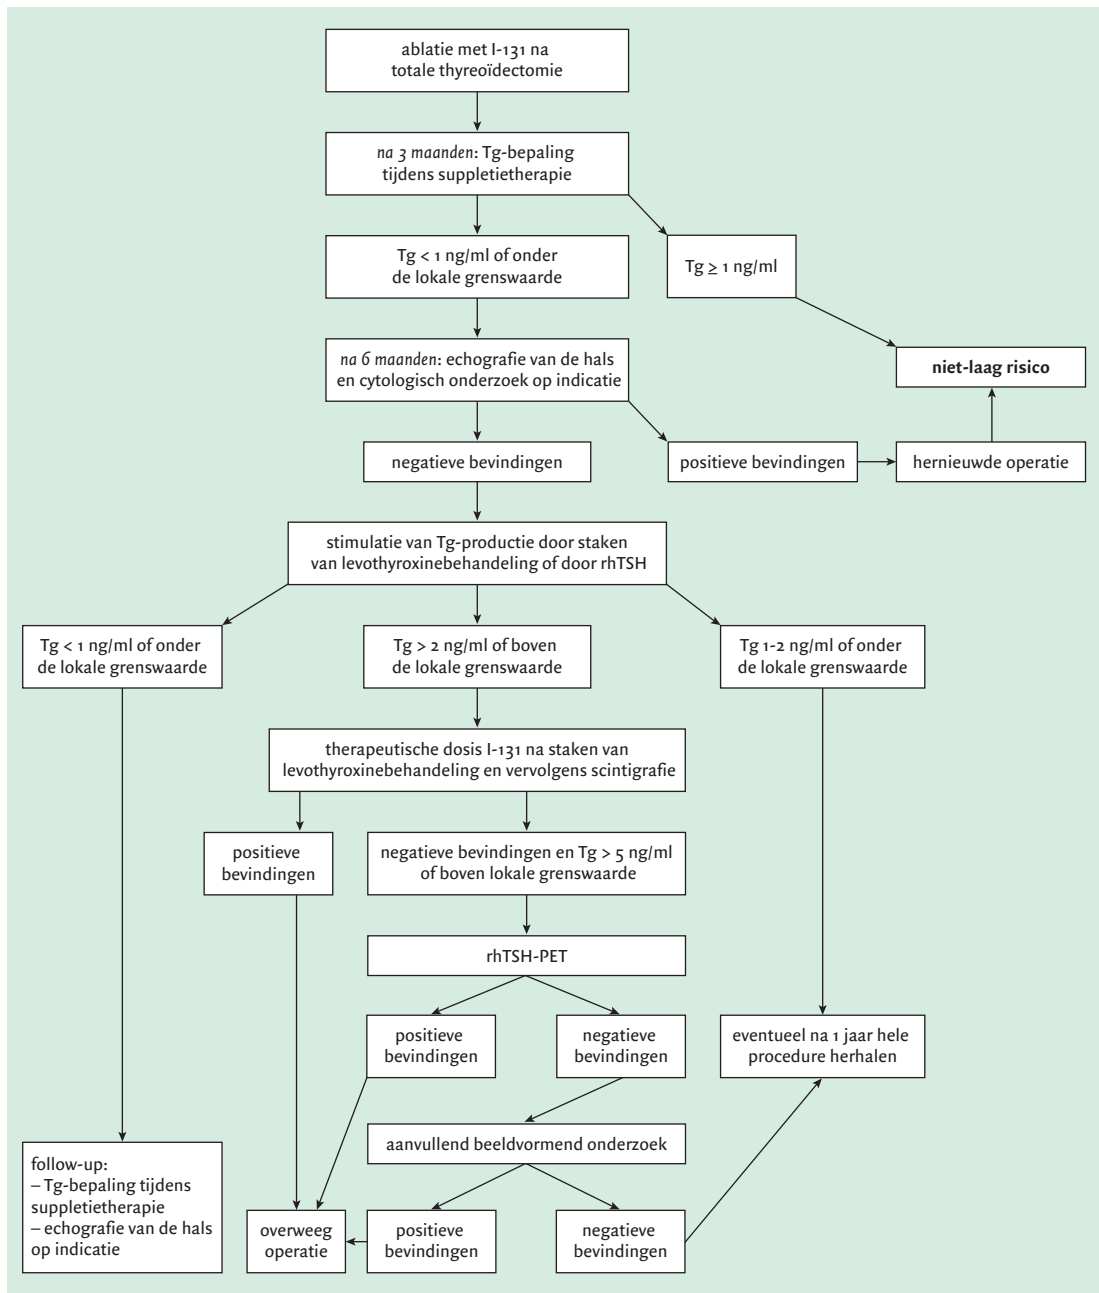 ablatie met I-131 na
totale thyreoïdectomie
na 3 maanden: Tg-bepaling
tijdens suppletietherapie
Tg < 1 ng/ml of onder
de lokale grenswaarde
Tg ≥ 1 ng/ml
na 6 maanden: echografie van de hals
en cytologisch onderzoek op indicatie
niet-laag risico
negatieve bevindingen
positieve bevindingen
hernieuwde operatie
stimulatie van Tg-productie door staken
van levothyroxinebehandeling of door rhTSH
Tg < 1 ng/ml of onder
de lokale grenswaarde
Tg > 2 ng/ml of boven
de lokale grenswaarde
Tg 1-2 ng/ml of onder
de lokale grenswaarde
therapeutische dosis I-131 na staken van
levothyroxinebehandeling en vervolgens scintigrafie
positieve
bevindingen
negatieve bevindingen en Tg > 5 ng/ml
of boven lokale grenswaarde
rhTSH-PET
positieve
bevindingen
negatieve
bevindingen
eventueel na 1 jaar hele
procedure herhalen
aanvullend beeldvormend onderzoek
follow-up:
– Tg-bepaling tijdens
suppletietherapie
– echografie van de hals
op indicatie
overweeg
operatie
positieve
bevindingen
negatieve
bevindingen